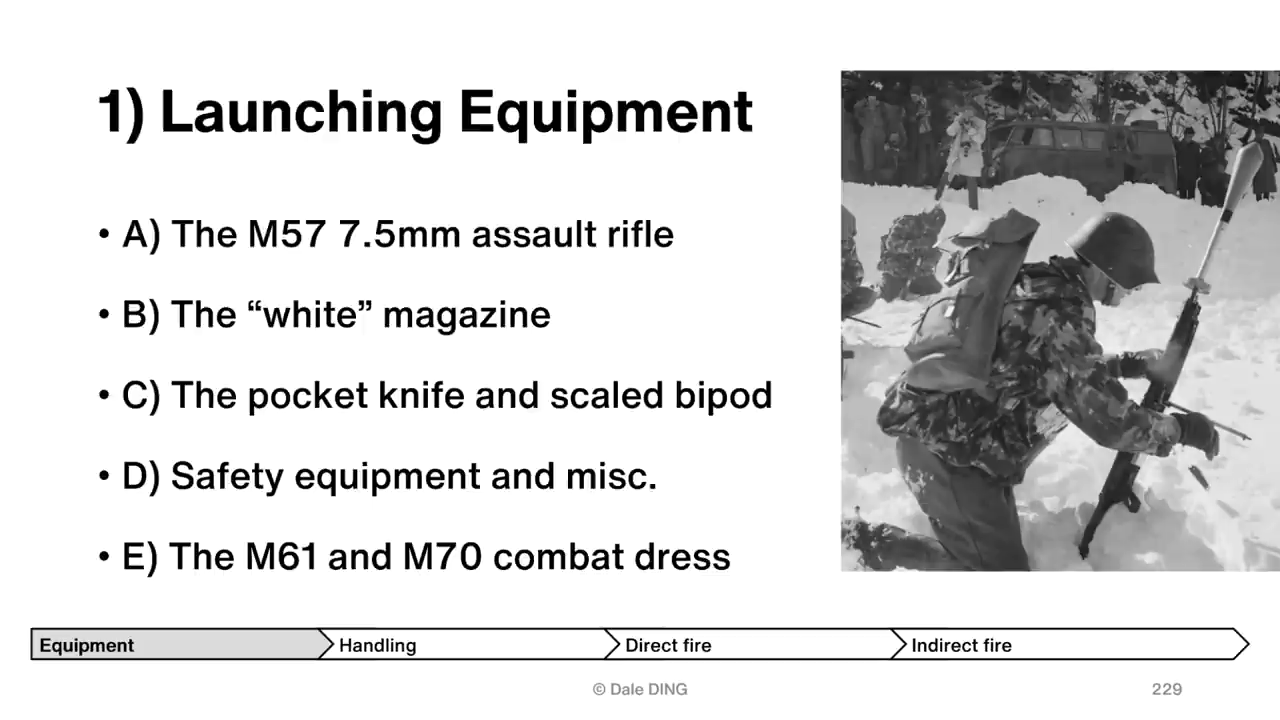 1) Launching Equipment
• A) The M57 7.5mm assault rifle
• B) The “white” magazine
• C) The pocket knife and scaled bipod
• D) Safety equipment and misc.
• E) The M61 and M70 combat dress
Equipment
Handling
Direct fire
Indirect fire
© Dale DING
229